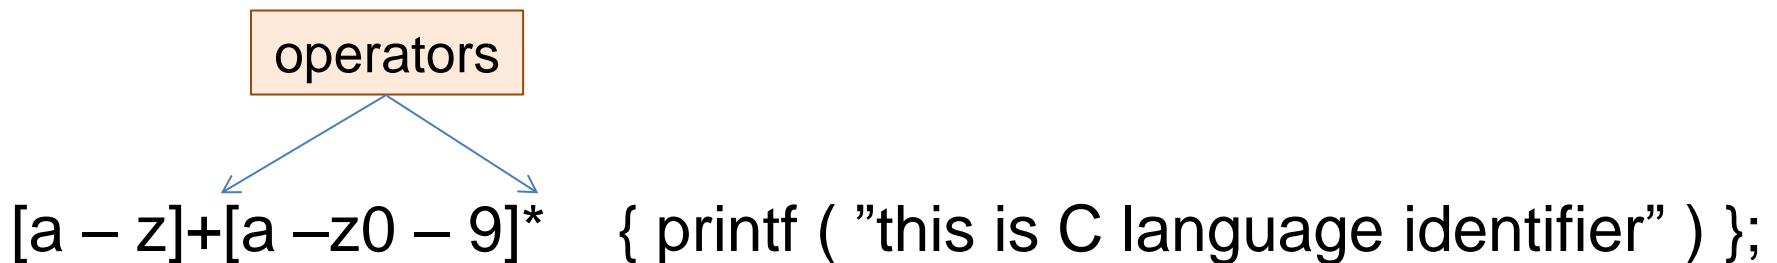 operators
[a – z]+[a –z0 – 9]* { printf ( ”this is C language identifier” ) };